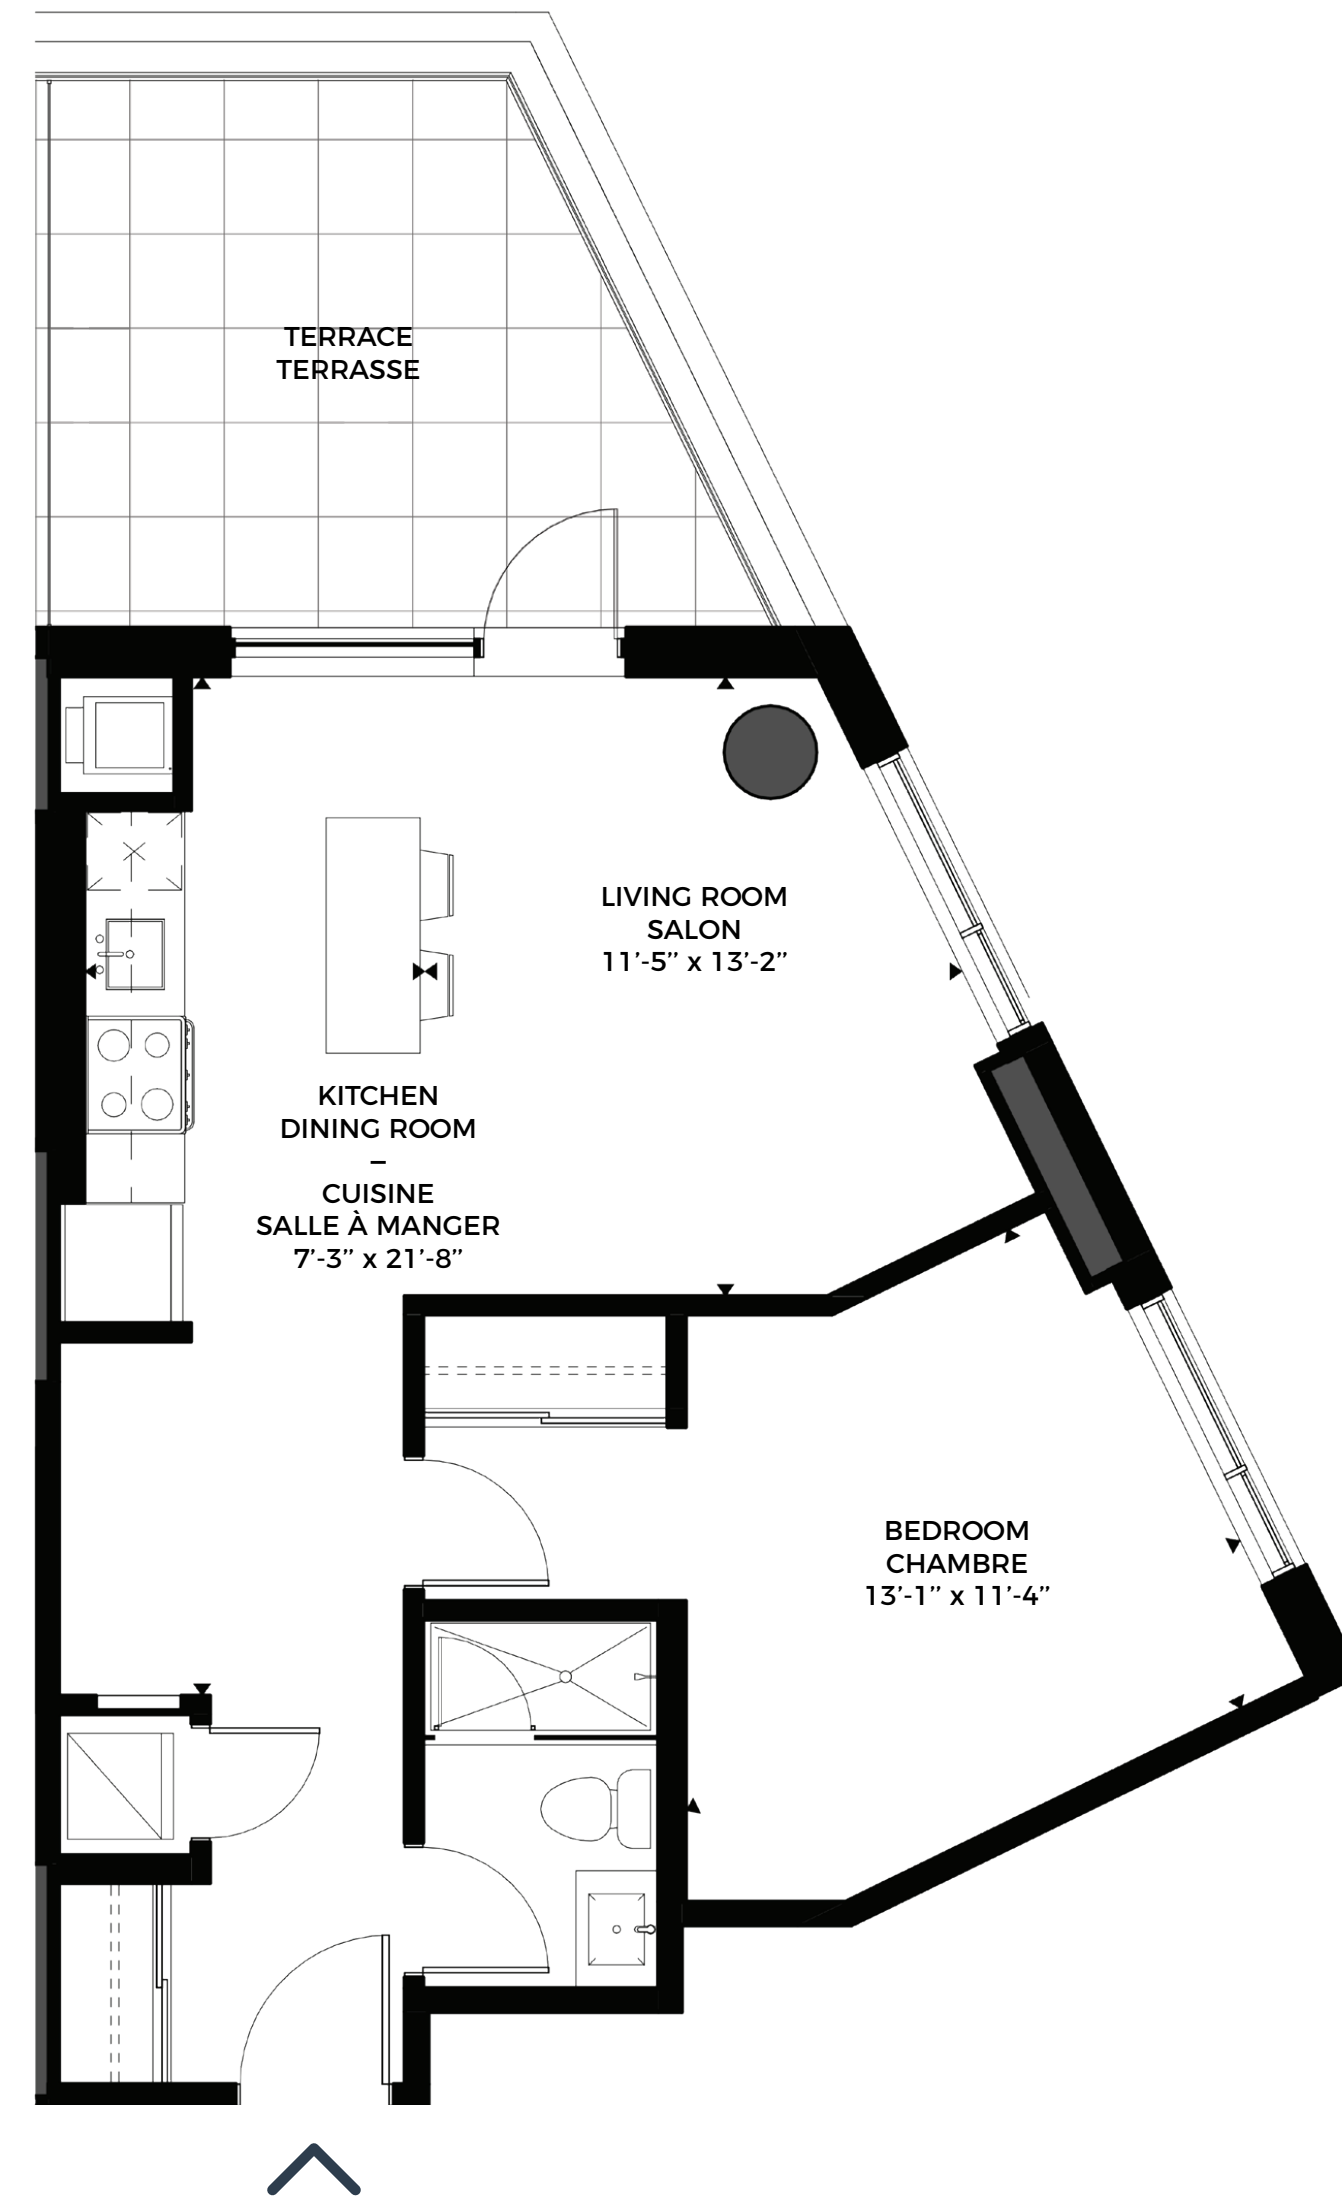 TERRACE
TERRASSE
LIVING ROOM
SALON
11’-5” x 13’-2”
KITCHEN
DINING ROOM
–
CUISINE
SALLE À MANGER
7’-3” x 21’-8”
BEDROOM
CHAMBRE
13’-1” x 11’-4”